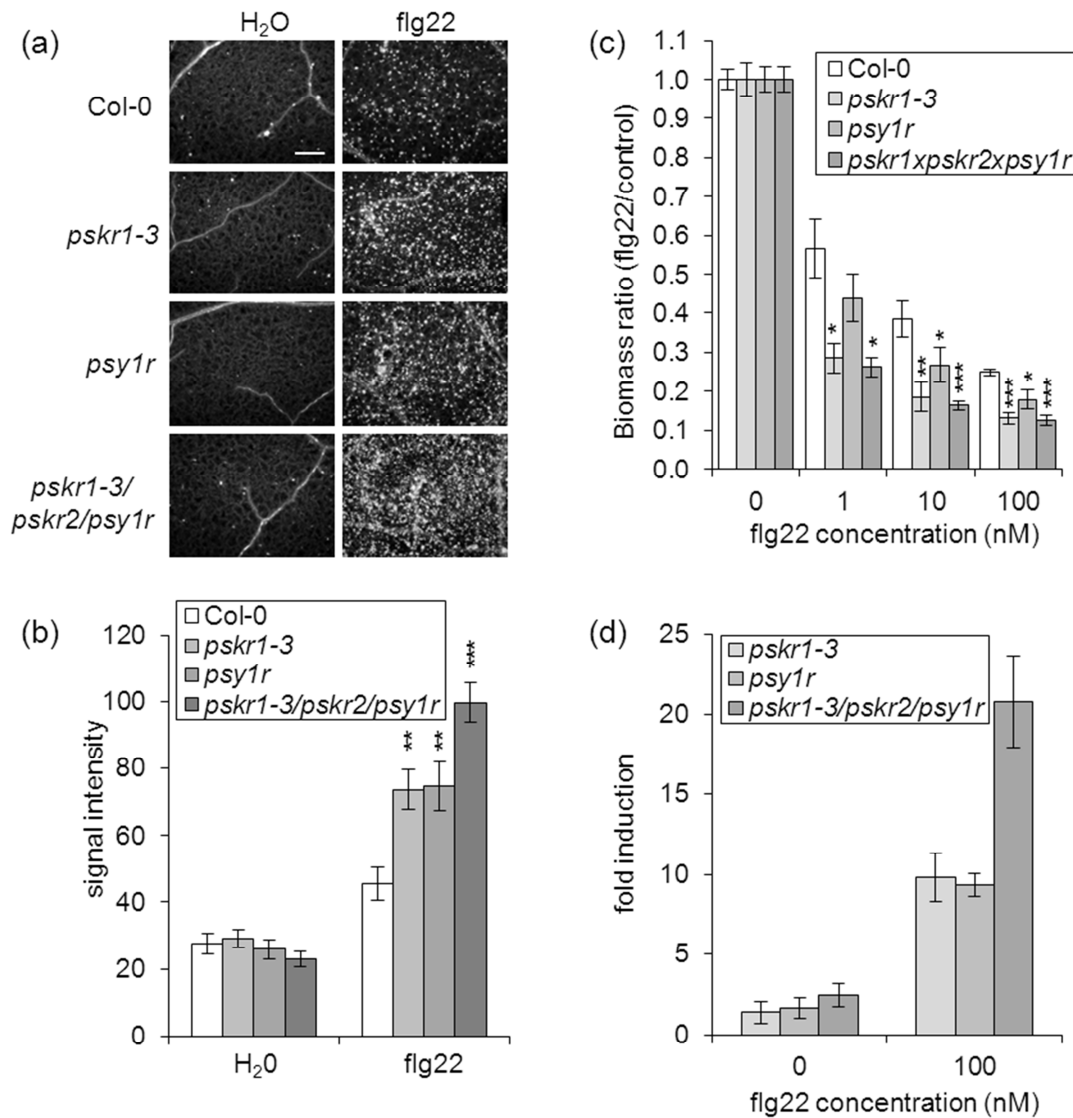 (a)
H₂O flg22
Col-0
pskr1-3
psy1r
pskr1-3/
pskr2/psy1r
(b)
Col-0
pskr1-3
psy1r
pskr1-3/pskr2/psy1r
signal intensity
120
100
80
60
40
20
0
** ** ***
H₂0 flg22
(c)
Col-0
pskr1-3
psy1r
pskr1xpskr2xpsy1r
Biomass ratio (flg22/control)
1.0
0.9
0.8
0.7
0.6
0.5
0.4
0.3
0.2
0.1
0.0
* * ** * *** *** * ***
0 1 10 100
flg22 concentration (nM)
(d)
pskr1-3
psy1r
pskr1-3/pskr2/psy1r
fold induction
25
20
15
10
5
0
0 100
flg22 concentration (nM)